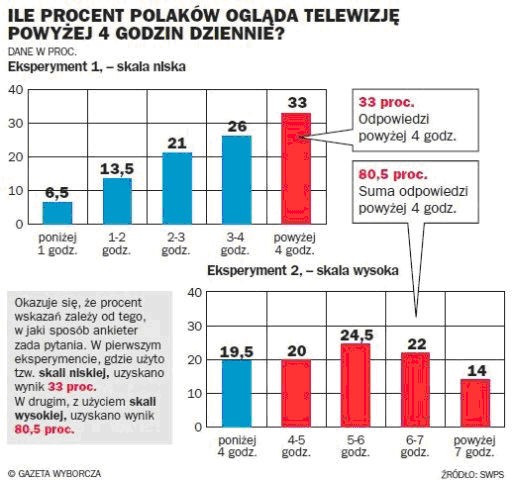 ILE PROCENT POLAKÓW OGLĄDA TELEWIZJĘ
POWYŻEJ 4 GODZIN DZIENNIE?
DANE W PROC.
Eksperyment 1, – skala niska
40
30
20
10
0
6,5
13,5
21
26
33
poniżej
1 godz.
1-2
godz.
2-3
godz.
3-4
godz.
powyżej
4 godz.
33 proc.
Odpowiedzi
powyżej 4 godz.
80,5 proc.
Suma odpowiedzi
powyżej 4 godz.
Eksperyment 2, – skala wysoka
40
30
20
10
0
19,5
20
24,5
22
14
poniżej
4 godz.
4-5
godz.
5-6
godz.
6-7
godz.
powyżej
7 godz.
Okazuje się, że procent
wskazań zależy od tego,
w jaki sposób ankieter
zada pytania. W pierwszym
eksperymencie, gdzie użyto
tzw. skali niskiej, uzyskano
wynik 33 proc.
W drugim, z użyciem skali
wysokiej, uzyskano wynik
80,5 proc.
© GAZETA WYBORCZA
ŹRÓDŁO: SWPS